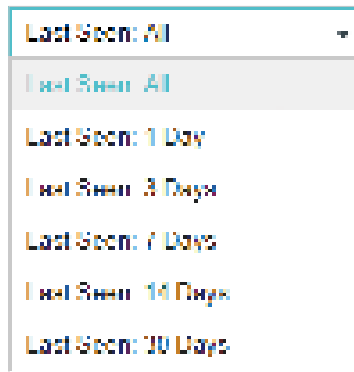 Last Seen: All
Last Seen: All
Last Seen: 1 Day
Last Seen: 3 Days
Last Seen: 7 Days
Last Seen: 14 Days
Last Seen: 30 Days